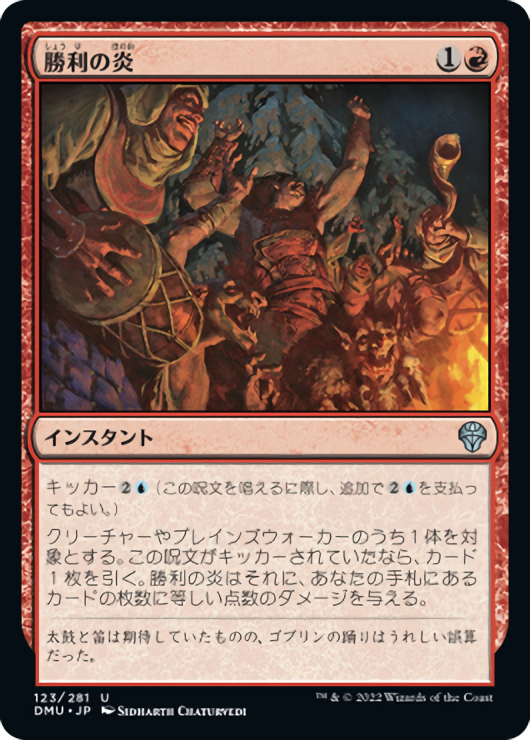 しょう り ほのお
勝利の炎
1
インスタント
キッカー2（この呪文を唱えるに際し、追加で2を支払っ
てもよい。）
クリーチャーやプレインズウォーカーのうち１体を対
象とする。この呪文がキッカーされていたなら、カード
１枚を引く。勝利の炎はそれに、あなたの手札にある
カードの枚数に等しい点数のダメージを与える。
太鼓と笛は期待していたものの、ゴブリンの踊りはうれしい誤算
だった。
123/281 U
DMU • JP SIDHARTH CHATURVEDI
™ & © 2022 Wizards of the Coast